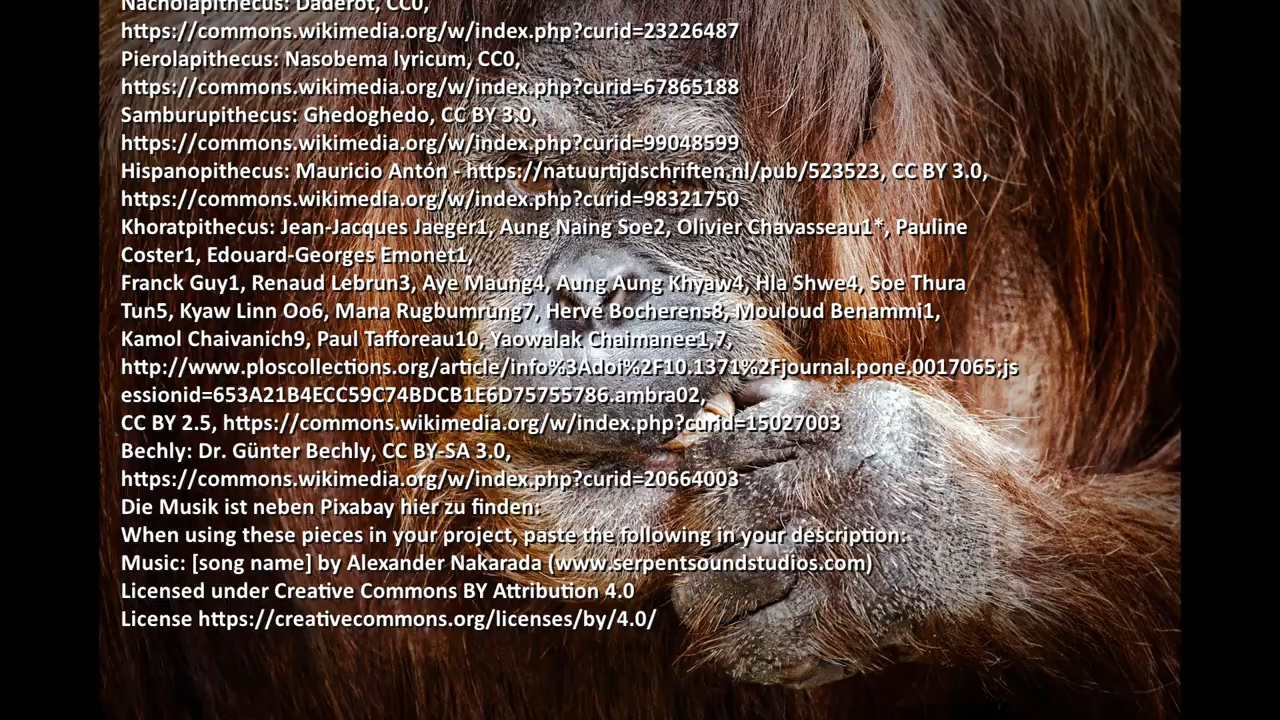 Nacholapithecus: Daderot, CC0,
https://commons.wikimedia.org/w/index.php?curid=23226487
Pierolapithecus: Nasobema lyricum, CC0,
https://commons.wikimedia.org/w/index.php?curid=67865188
Samburupithecus: Ghedoghedo, CC BY 3.0,
https://commons.wikimedia.org/w/index.php?curid=99048599
Hispanopithecus: Mauricio Antón - https://natuurtijdschriften.nl/pub/523523, CC BY 3.0,
https://commons.wikimedia.org/w/index.php?curid=98321750
Khoratpithecus: Jean-Jacques Jaeger1, Aung Naing Soe2, Olivier Chavasseau1*, Pauline
Coster1, Edouard-Georges Emonet1,
Franck Guy1, Renaud Lebrun3, Aye Maung4, Aung Aung Khyaw4, Hla Shwe4, Soe Thura
Tun5, Kyaw Linn Oo6, Mana Rugbumrung7, Hervé Bocherens8, Mouloud Benammi1,
Kamol Chaivanich9, Paul Tafforeau10, Yaowalak Chaimanee1,7,
http://www.ploscollections.org/article/info%3Adoi%2F10.1371%2Fjournal.pone.0017065;js
essionid=653A21B4ECC59C74BDCB1E6D75755786.ambra02,
CC BY 2.5, https://commons.wikimedia.org/w/index.php?curid=15027003
Bechly: Dr. Günter Bechly, CC BY-SA 3.0,
https://commons.wikimedia.org/w/index.php?curid=20664003
Die Musik ist neben Pixabay hier zu finden:
When using these pieces in your project, paste the following in your description:
Music: [song name] by Alexander Nakarada (www.serpentsoundstudios.com)
Licensed under Creative Commons BY Attribution 4.0
License https://creativecommons.org/licenses/by/4.0/